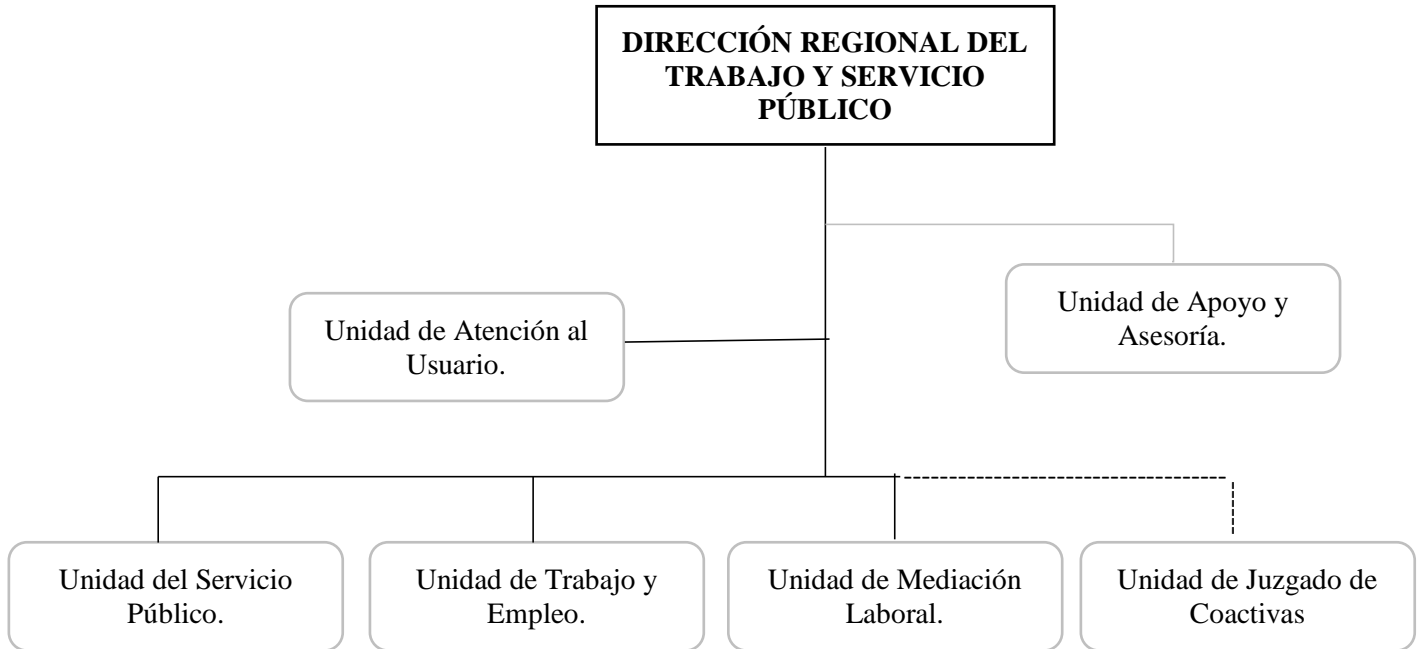 DIRECCIÓN REGIONAL DEL
TRABAJO Y SERVICIO
PÚBLICO
Unidad de Apoyo y
Asesoría.
Unidad de Atención al
Usuario.
Unidad del Servicio
Público.
Unidad de Trabajo y
Empleo.
Unidad de Mediación
Laboral.
Unidad de Juzgado de
Coactivas